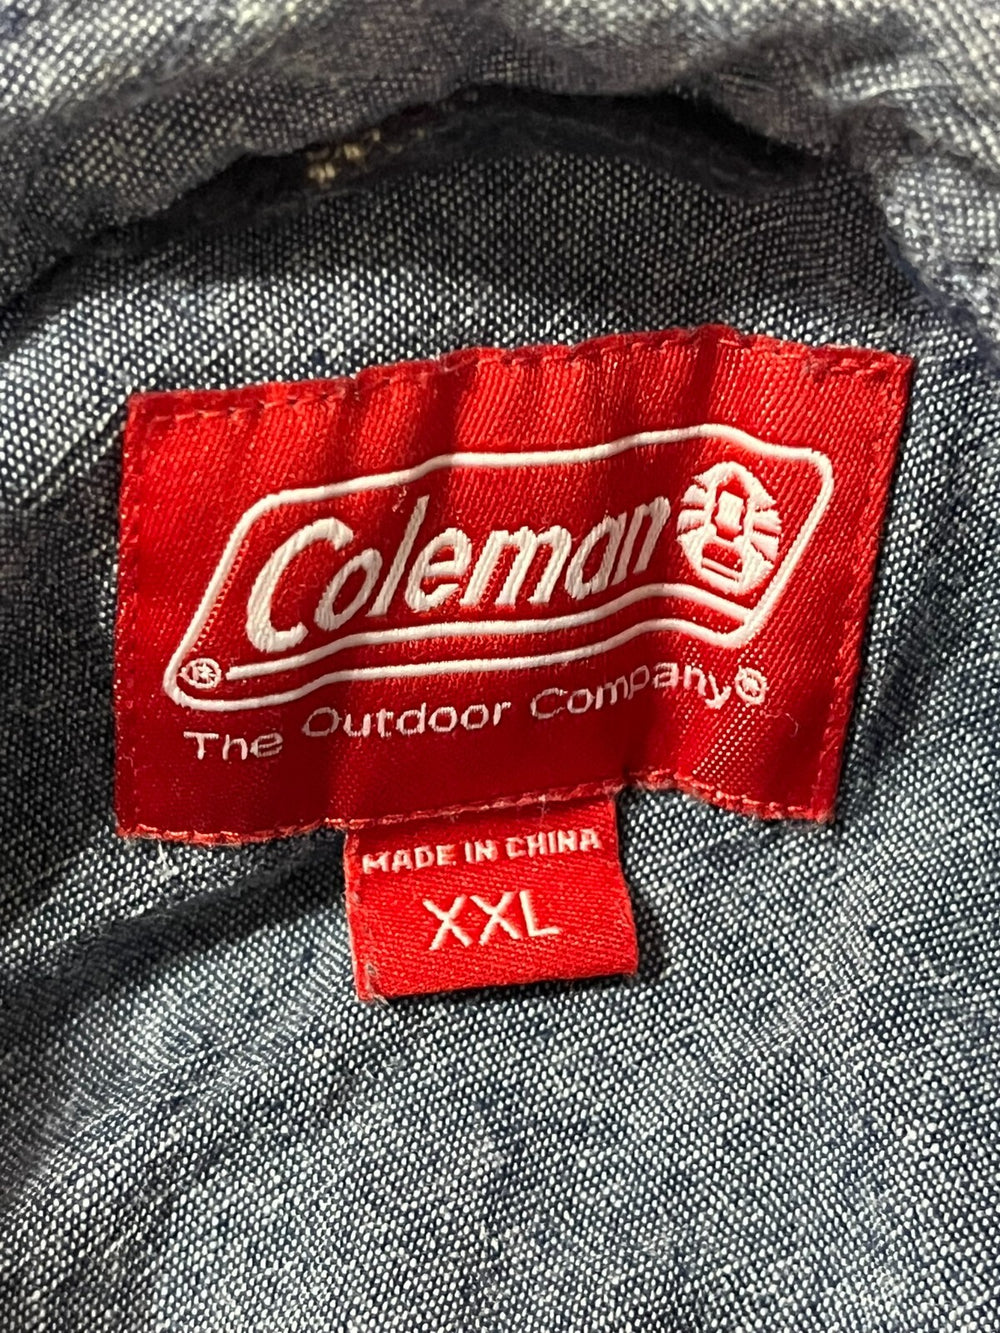 Coleman
®
The Outdoor Company®
MADE IN CHINA
XXL